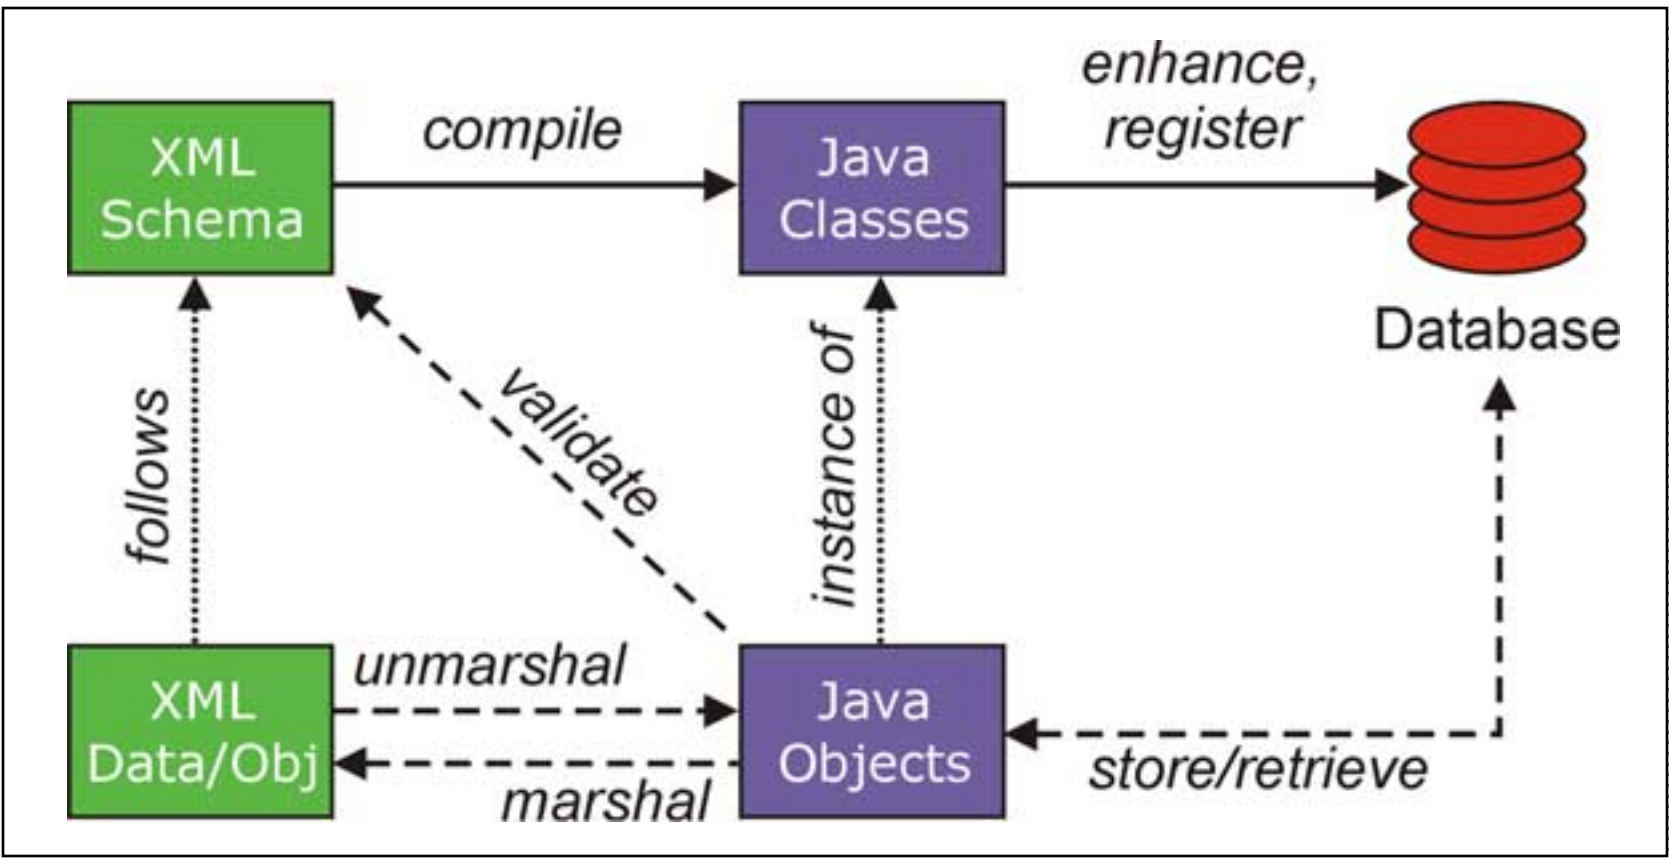 enhance,
register
compile
XML
Schema
Java
Classes
Database
follows
validate
instance of
unmarshal
XML
Data/Obj
Java
Objects
marshal
store/retrieve